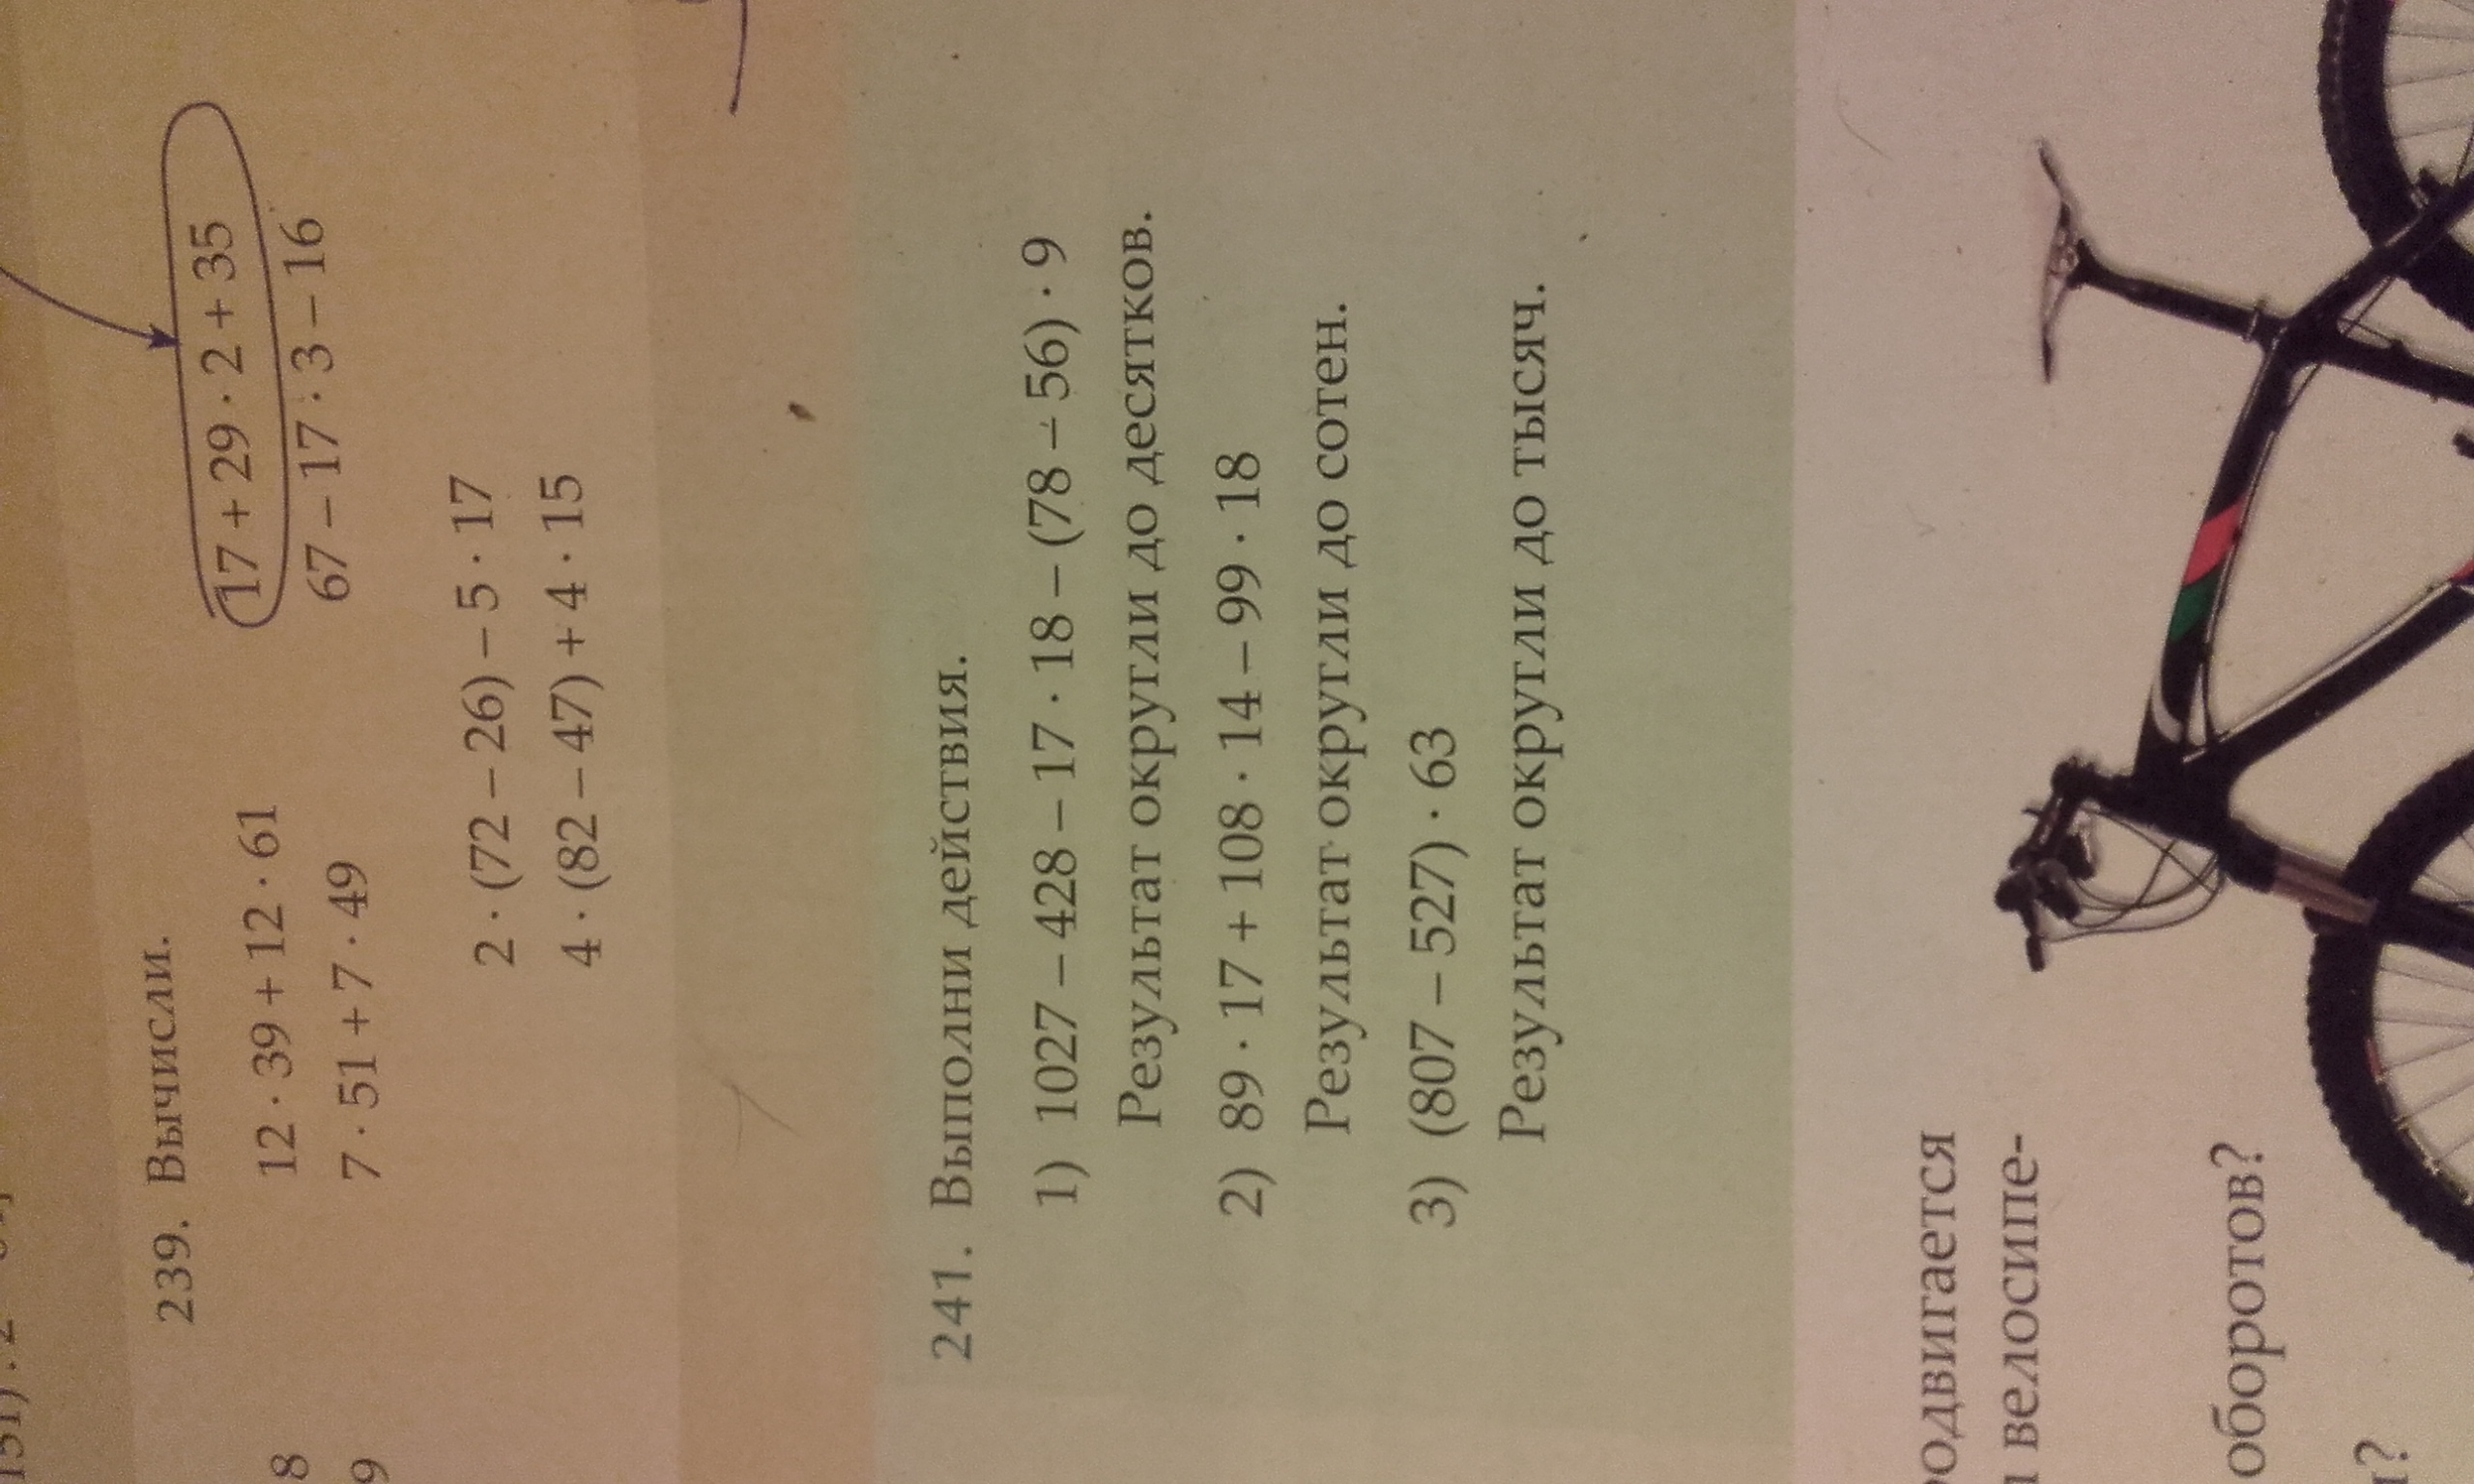 239. Вычисли.
12 · 39 + 12 · 61
7 · 51 + 7 · 49
17 + 29 · 2 + 35
67 – 17 : 3 – 16
2 · (72 – 26) – 5 · 17
4 · (82 – 47) + 4 · 15
8
9
241. Выполни действия.
1) 1027 – 428 – 17 · 18 – (78 – 56) · 9
Результат округли до десятков.
2) 89 · 17 + 108 · 14 – 99 · 18
Результат округли до сотен.
3) (807 – 527) · 63
Результат округли до тысяч.
одвигается
велосипе-
оборотов?
?